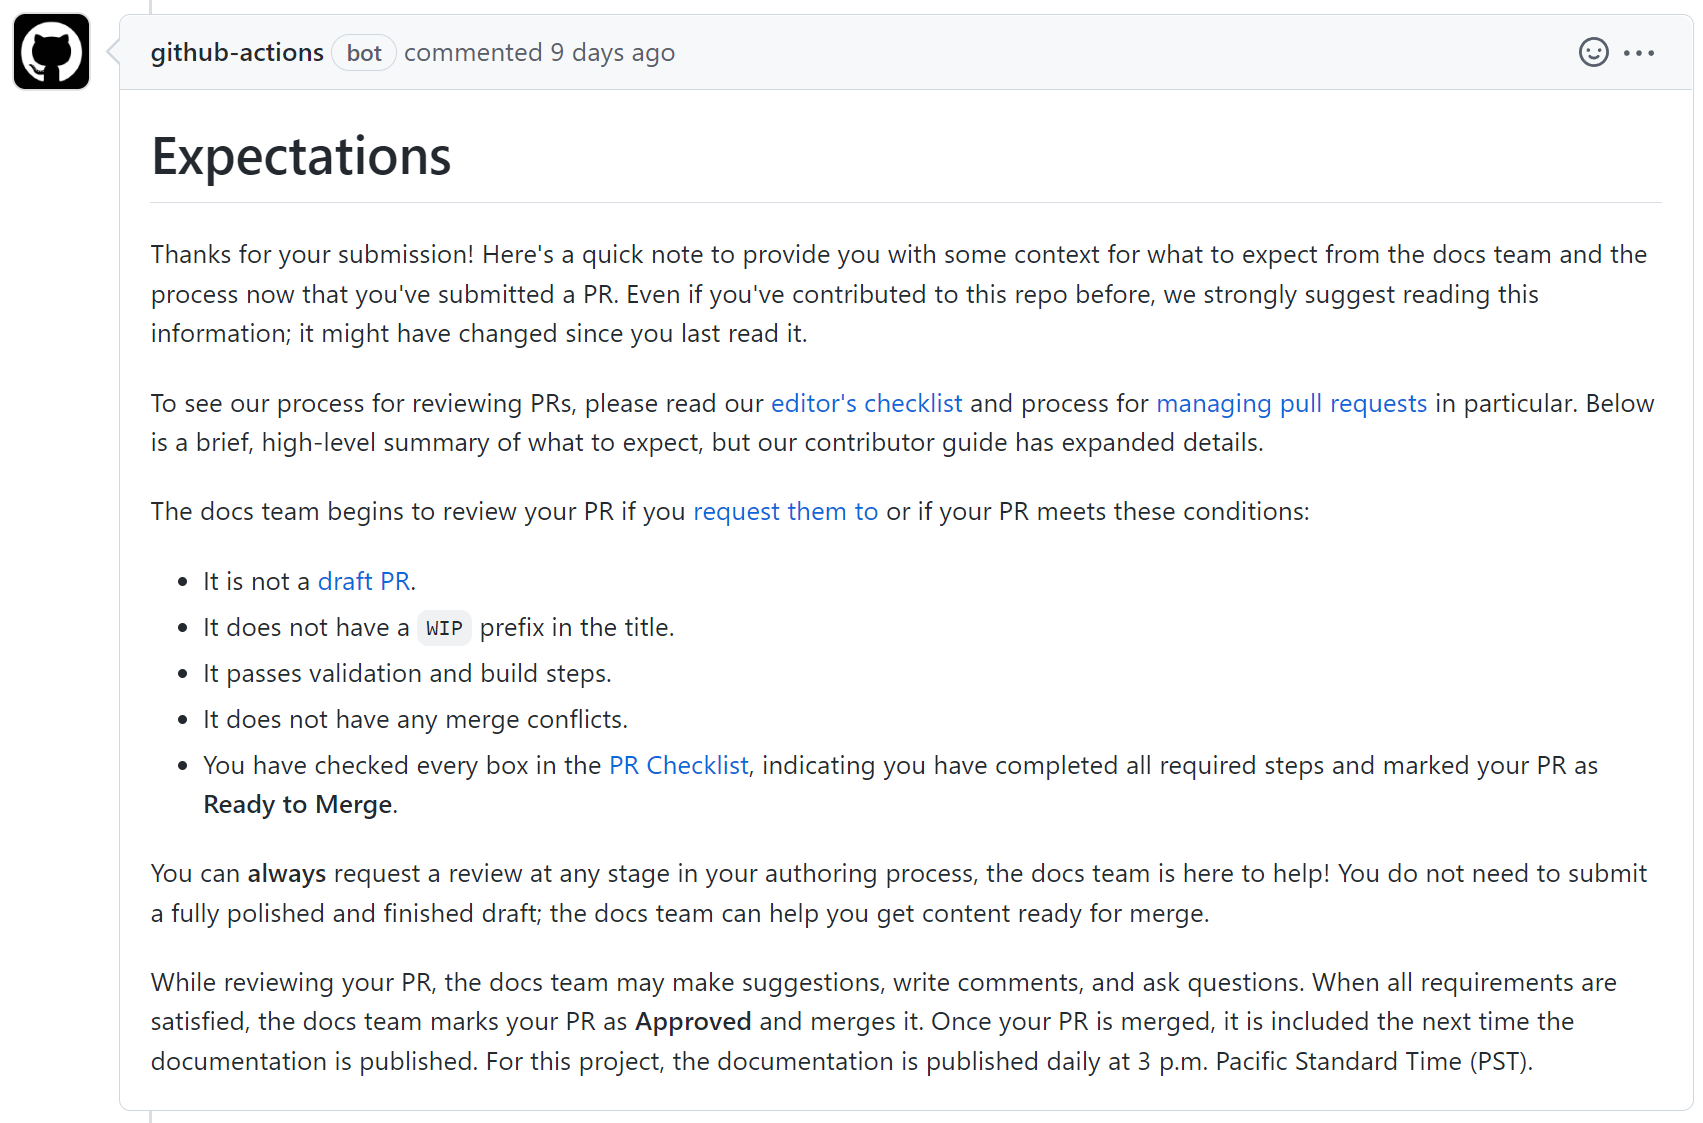 github-actions bot commented 9 days ago
Expectations
Thanks for your submission! Here's a quick note to provide you with some context for what to expect from the docs team and the
process now that you've submitted a PR. Even if you've contributed to this repo before, we strongly suggest reading this
information; it might have changed since you last read it.
To see our process for reviewing PRs, please read our editor's checklist and process for managing pull requests in particular. Below
is a brief, high-level summary of what to expect, but our contributor guide has expanded details.
The docs team begins to review your PR if you request them to or if your PR meets these conditions:
• It is not a draft PR.
• It does not have a WIP prefix in the title.
• It passes validation and build steps.
• It does not have any merge conflicts.
• You have checked every box in the PR Checklist, indicating you have completed all required steps and marked your PR as
Ready to Merge.
You can always request a review at any stage in your authoring process, the docs team is here to help! You do not need to submit
a fully polished and finished draft; the docs team can help you get content ready for merge.
While reviewing your PR, the docs team may make suggestions, write comments, and ask questions. When all requirements are
satisfied, the docs team marks your PR as Approved and merges it. Once your PR is merged, it is included the next time the
documentation is published. For this project, the documentation is published daily at 3 p.m. Pacific Standard Time (PST).